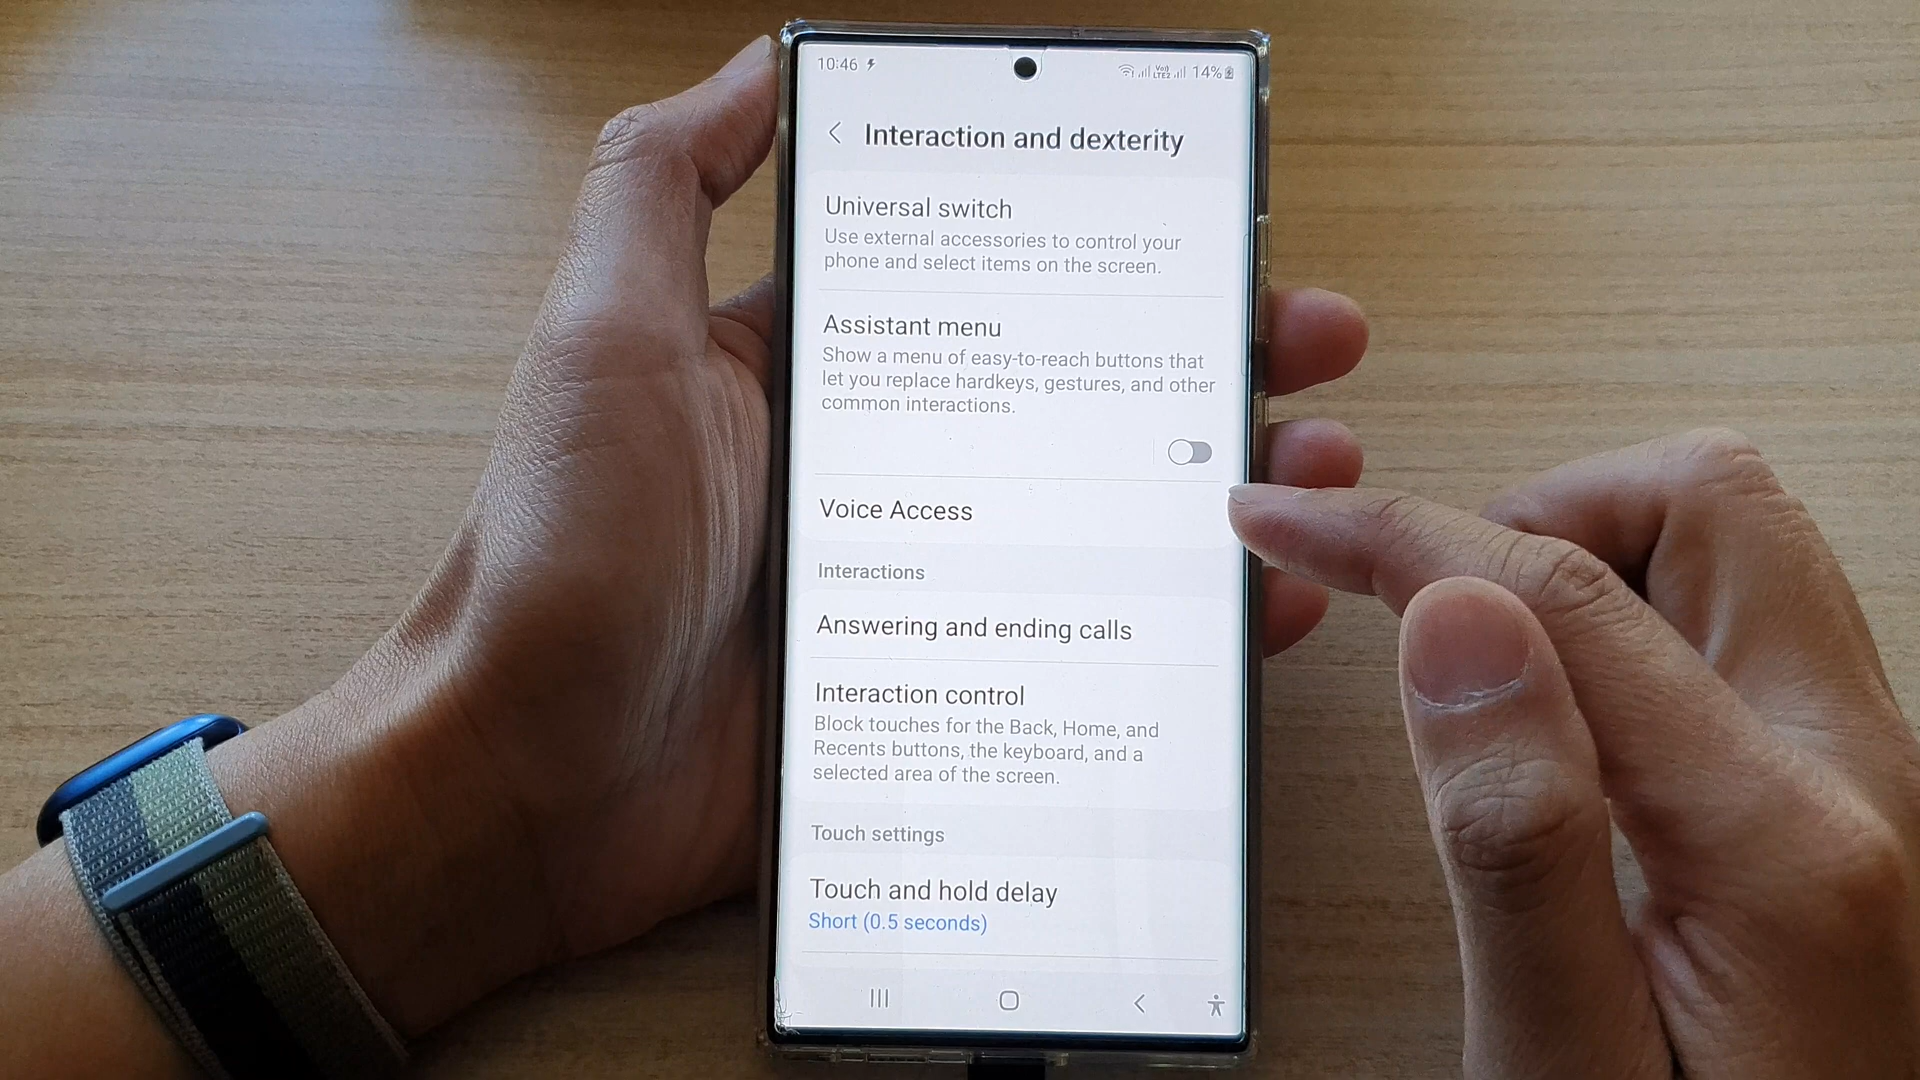 10:46
14%
Interaction and dexterity
Universal switch
Use external accessories to control your
phone and select items on the screen.
Assistant menu
Show a menu of easy-to-reach buttons that
let you replace hardkeys, gestures, and other
common interactions.
Voice Access
Interactions
Answering and ending calls
Interaction control
Block touches for the Back, Home, and
Recents buttons, the keyboard, and a
selected area of the screen.
Touch settings
Touch and hold delay
Short (0.5 seconds)